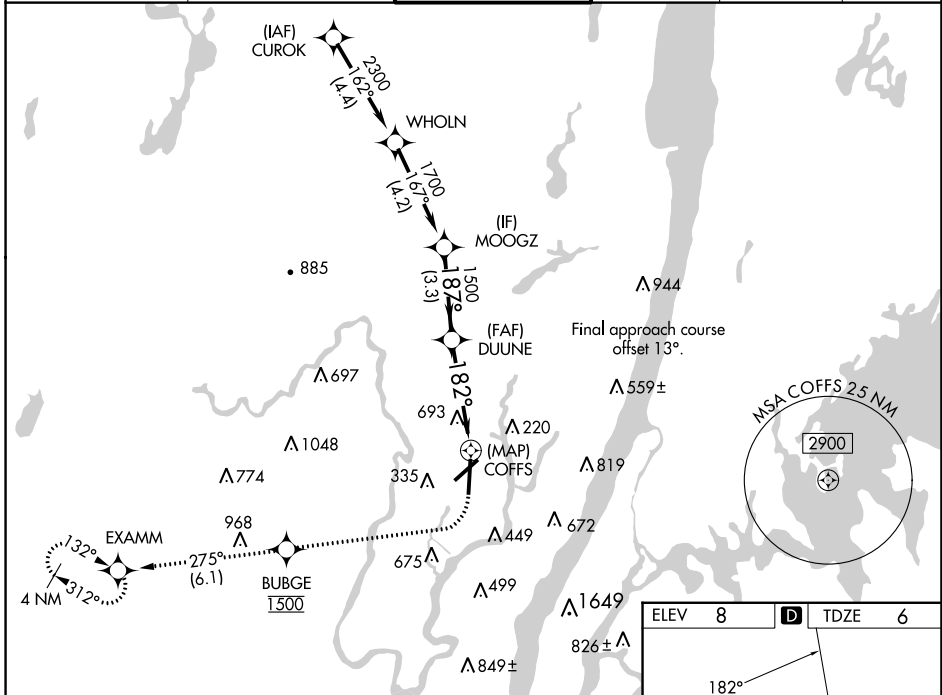 (IAF)
CUROK
2300
162°
(4.4)
WHOLN
1700
167°
(4.2)
(IF)
MOOGZ
1500
187°
(3.3)
885
944
(FAF)
DUUNE
Final approach course
offset 13°.
182°
697
559±
MSA COFFS 25 NM
2900
693
220
1048
(MAP)
COFFS
819
774
335
968
672
EXAMM
449
132°
275°
(6.1)
675
312°
4 NM
BUBGE
1500
499
1649
826±
849±
ELEV 8 D TDZE 6
182°